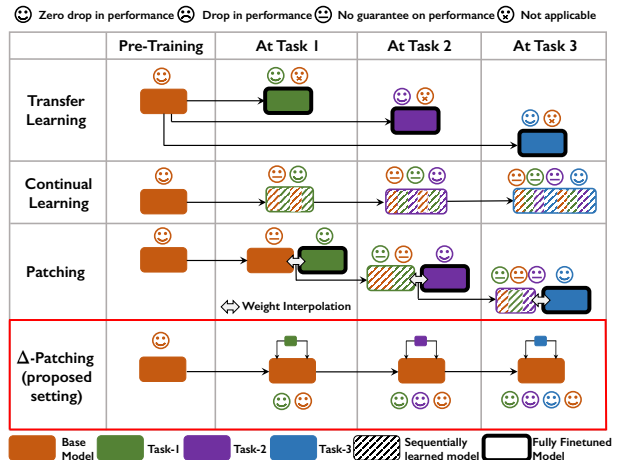 Zero drop in performance Drop in performance No guarantee on performance Not applicable
Pre-Training At Task 1 At Task 2 At Task 3
Transfer
Learning
Continual
Learning
Patching
Weight Interpolation
Δ-Patching
(proposed
setting)
Base
Model
Task-1
Task-2
Task-3
Sequentially
learned model
Fully Finetuned
Model